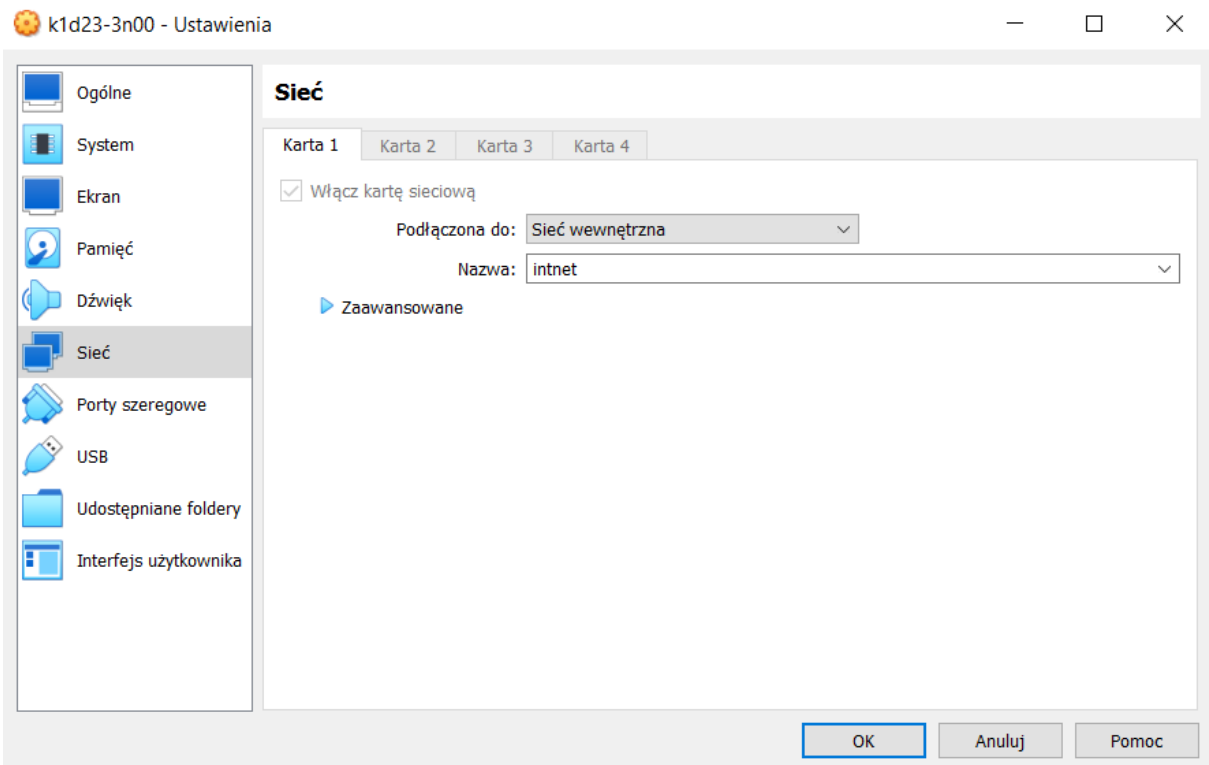 k1d23-3n00 - Ustawienia
Ogólne
System
Ekran
Pamięć
Dźwięk
Sieć
Porty szeregowe
USB
Udostępniane foldery
Interfejs użytkownika
Sieć
Karta 1 Karta 2 Karta 3 Karta 4
Włącz kartę sieciową
Podłączona do: Sieć wewnętrzna
Nazwa: intnet
Zaawansowane
OK Anuluj Pomoc